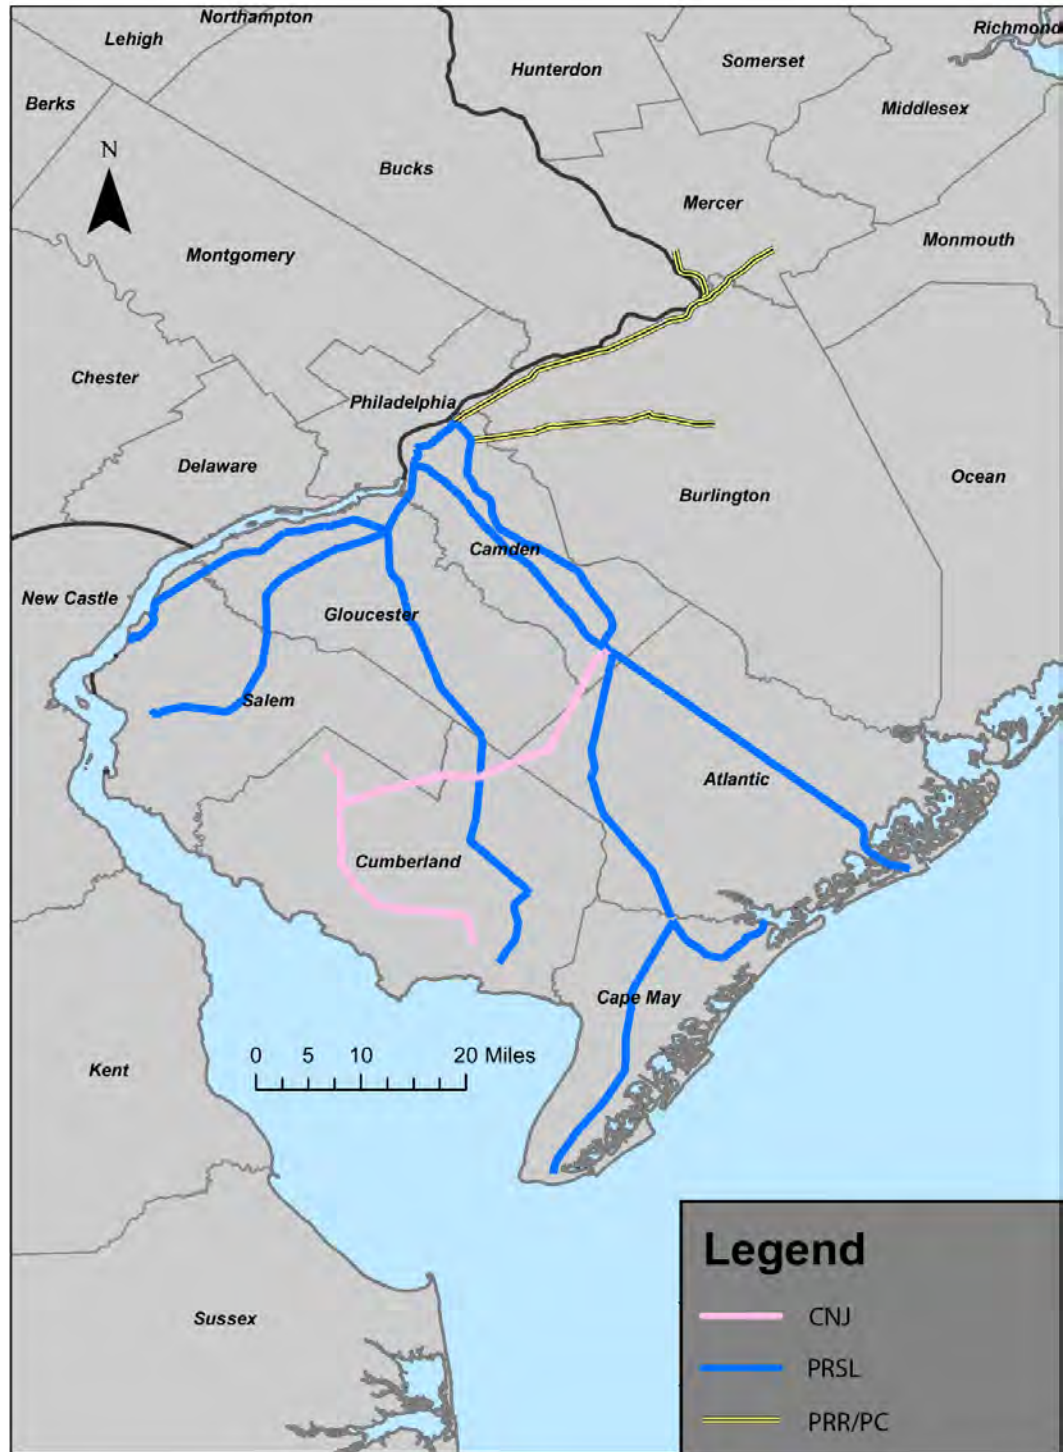 Northampton
Richmond
Lehigh
Somerset
Hunterdon
Berks
Middlesex
N
Bucks
Mercer
Monmouth
Montgomery
Chester
Philadelphia
Delaware
Ocean
Burlington
Camden
New Castle
Gloucester
Salem
Atlantic
Cumberland
Cape May
0 5 10 20 Miles
Kent
Legend
CNJ
Sussex
PRSL
PRR/PC